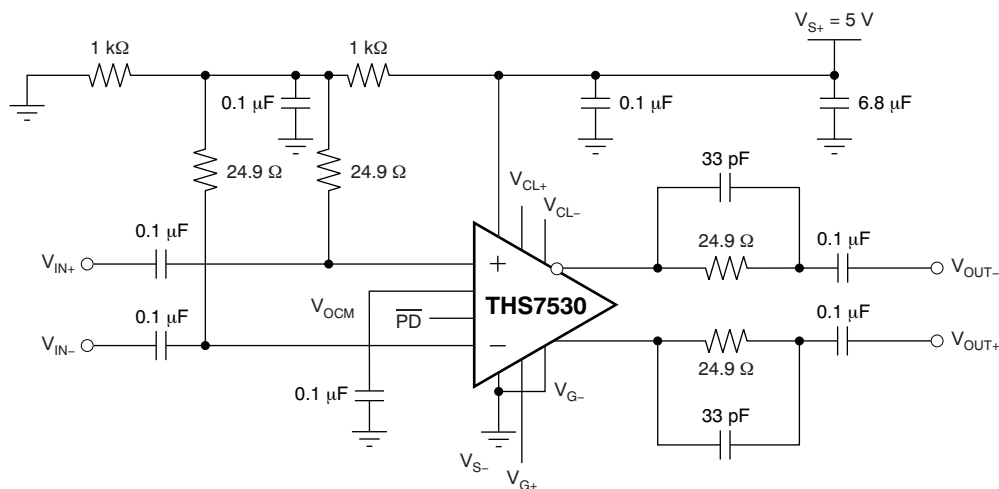 V_S+ = 5 V
1 kΩ
1 kΩ
0.1 μF
0.1 μF
6.8 μF
24.9 Ω
24.9 Ω
33 pF
V_CL+
V_CL−
0.1 μF
24.9 Ω
0.1 μF
V_IN+
+
V_OUT−
V_OCM
THS7530
PD
0.1 μF
0.1 μF
V_IN−
−
V_OUT+
24.9 Ω
0.1 μF
V_G−
33 pF
V_S−
V_G+